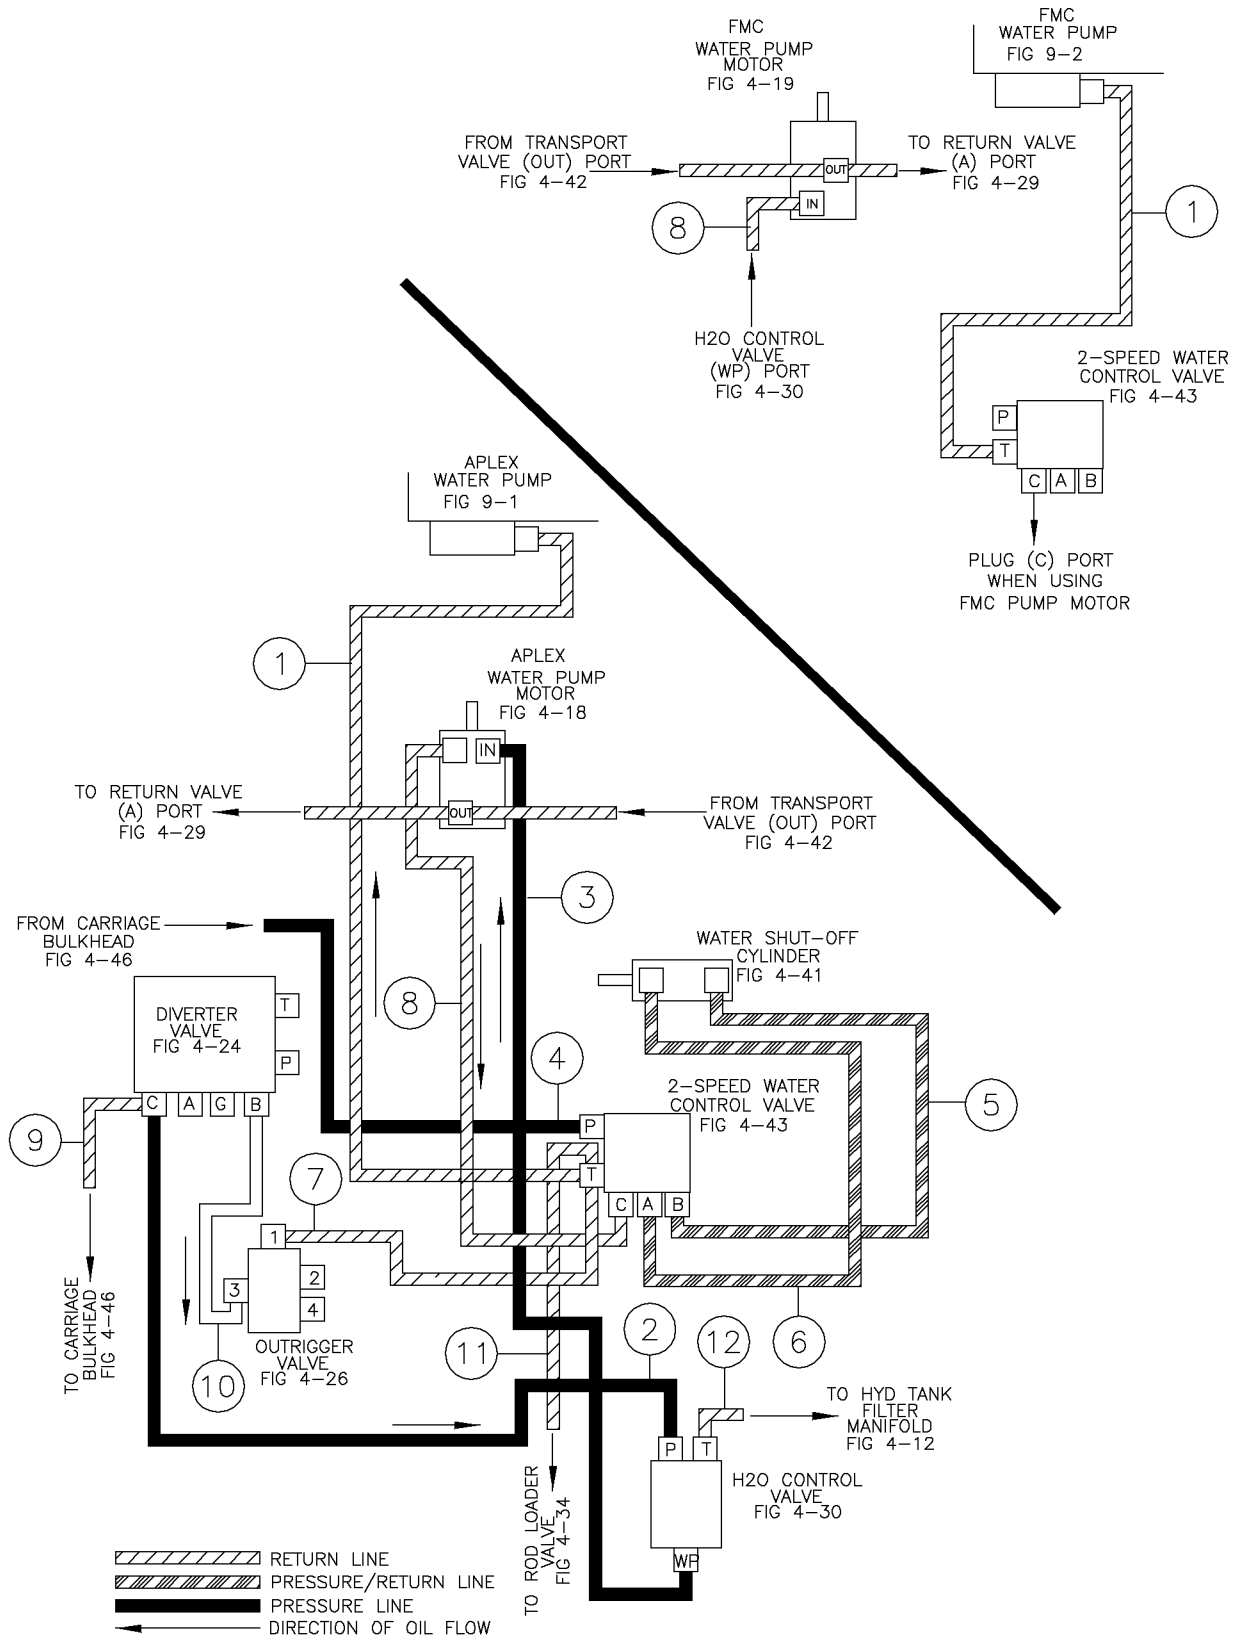 FMC
WATER PUMP
MOTOR
FIG 4-19
FMC
WATER PUMP
FIG 9-2
FROM TRANSPORT
VALVE (OUT) PORT
FIG 4-42
OUT
IN
TO RETURN VALVE
(A) PORT
FIG 4-29
8
1
H2O CONTROL
VALVE
(WP) PORT
FIG 4-30
2-SPEED WATER
CONTROL VALVE
FIG 4-43
P
T
C A B
PLUG (C) PORT
WHEN USING
FMC PUMP MOTOR
APLEX
WATER PUMP
FIG 9-1
1
APLEX
WATER PUMP
MOTOR
FIG 4-18
IN
OUT
TO RETURN VALVE
(A) PORT
FIG 4-29
FROM TRANSPORT
VALVE (OUT) PORT
FIG 4-42
3
FROM CARRIAGE
BULKHEAD
FIG 4-46
WATER SHUT-OFF
CYLINDER
FIG 4-41
8
DIVERTER
VALVE
FIG 4-24
T
P
C A G B
4
2-SPEED WATER
CONTROL VALVE
FIG 4-43
P
T
C A B
5
9
7
1
3
2
4
OUTRIGGER
VALVE
FIG 4-26
10
TO CARRIAGE
BULKHEAD
FIG 4-46
11
2
12
6
TO HYD TANK
FILTER
MANIFOLD
FIG 4-12
P T
WP
H2O CONTROL
VALVE
FIG 4-30
TO ROD LOADER
VALVE
FIG 4-34
RETURN LINE
PRESSURE/RETURN LINE
PRESSURE LINE
DIRECTION OF OIL FLOW